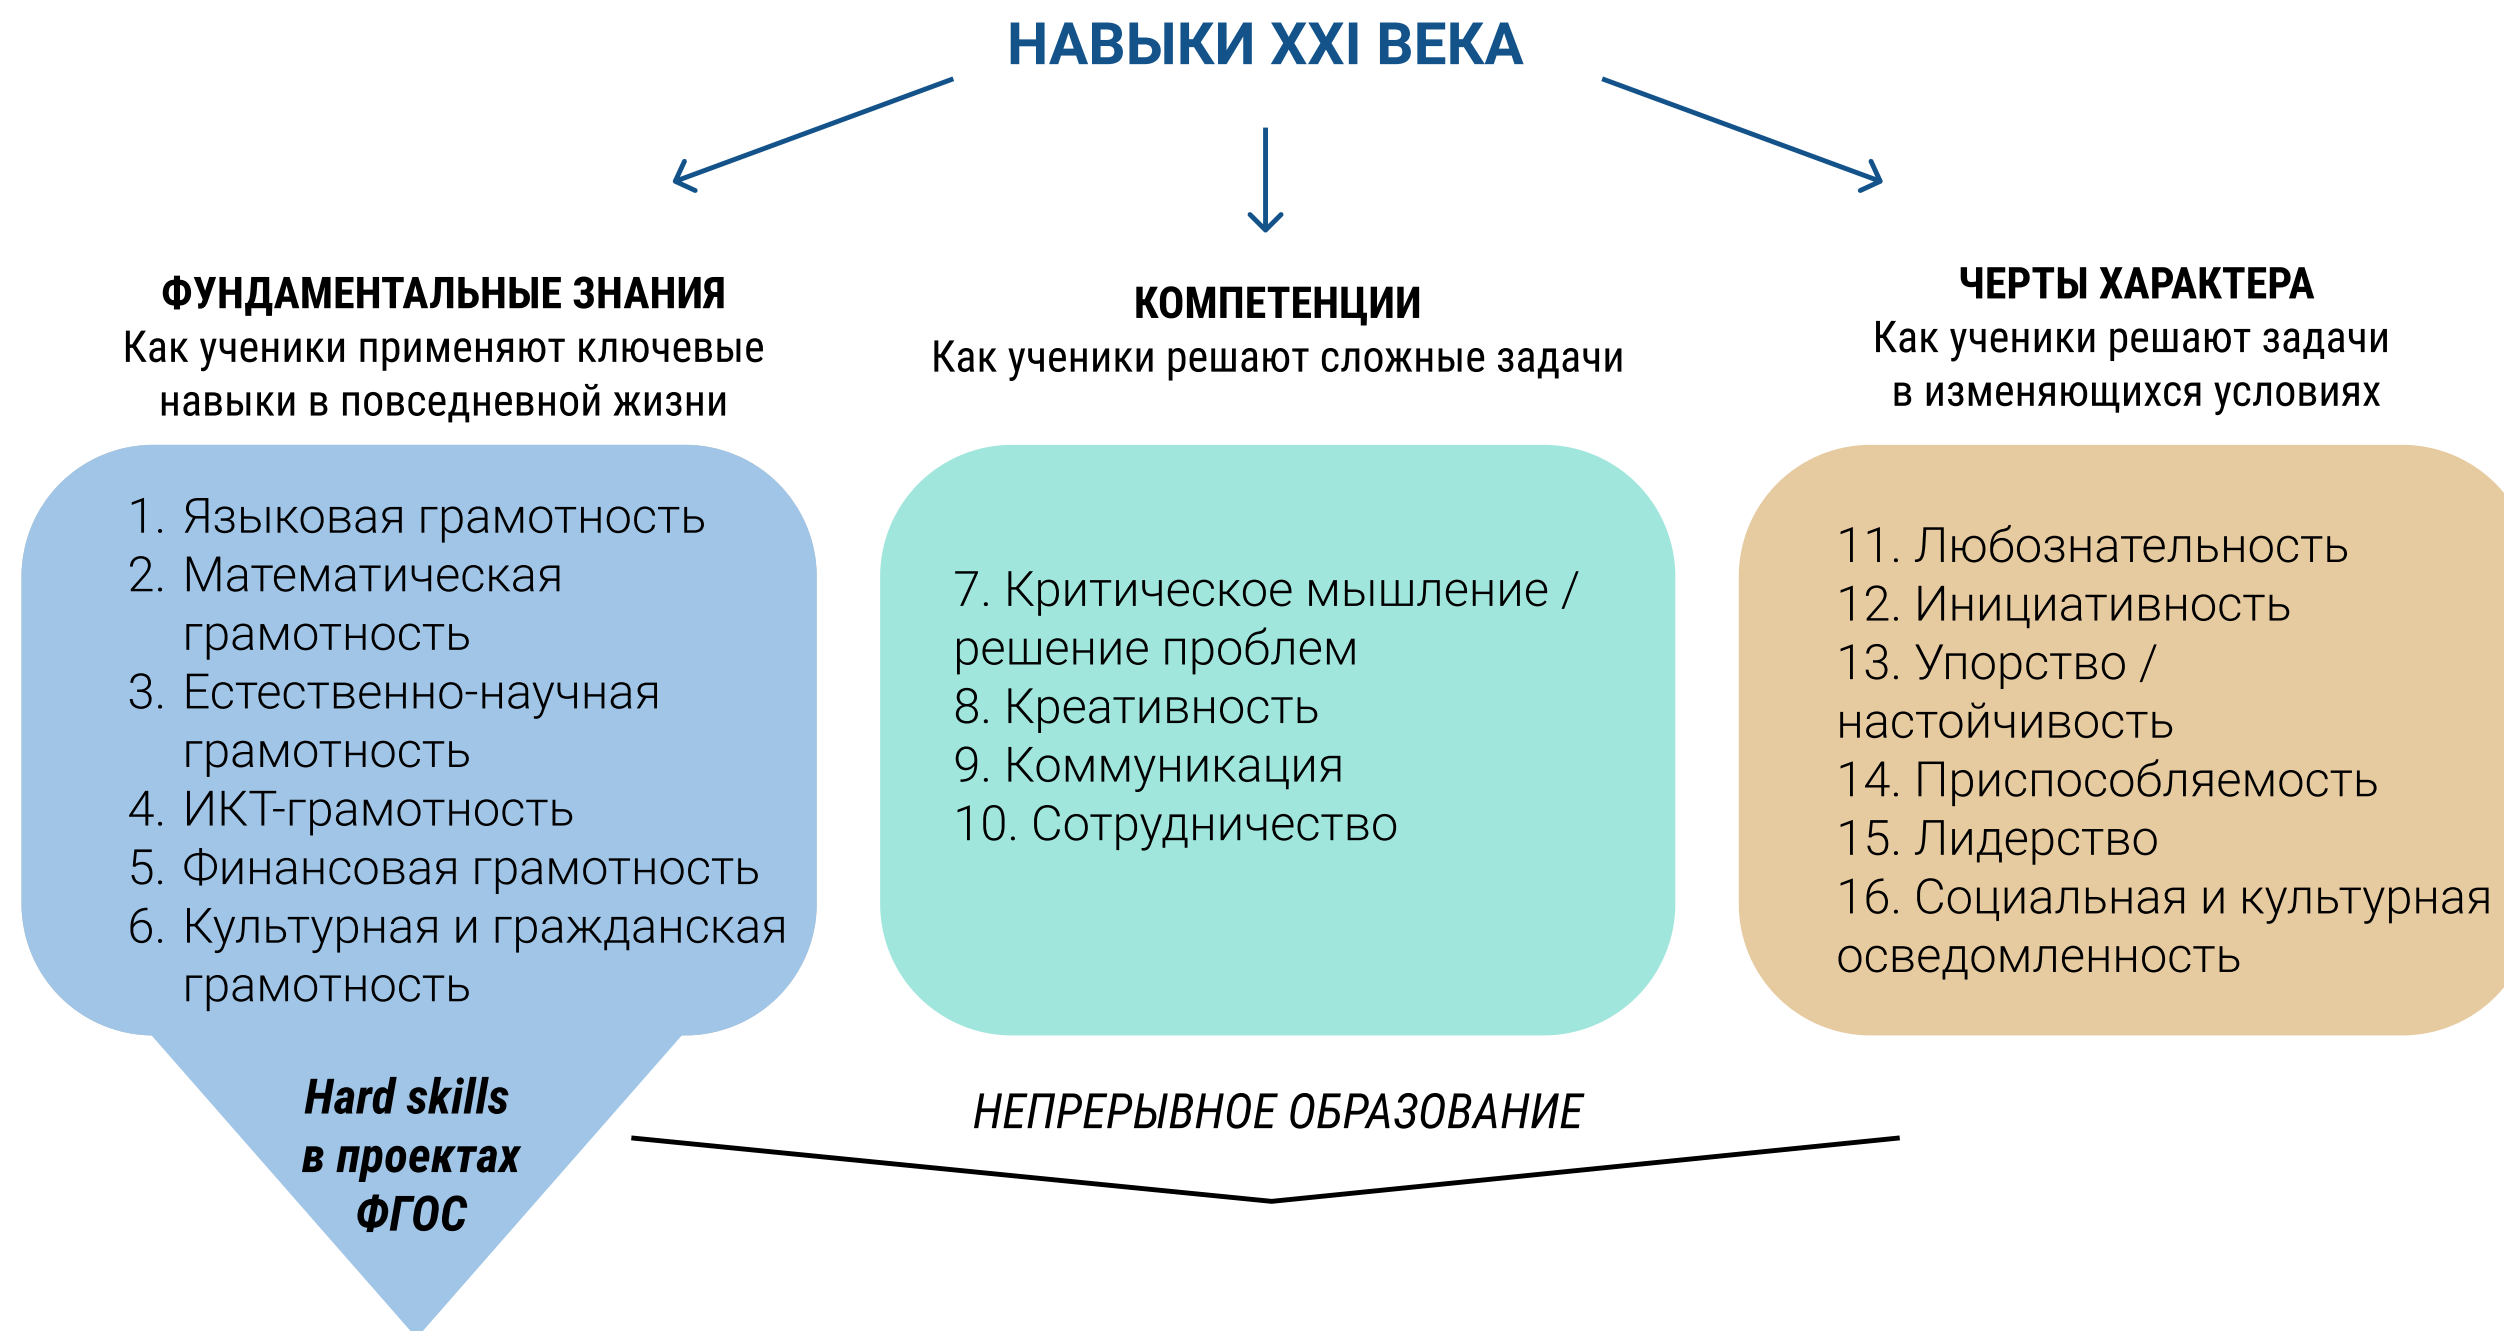 НАВЫКИ XXI ВЕКА
ФУНДАМЕНТАЛЬНЫЕ ЗНАНИЯ
Как ученики применяют ключевые
навыки в повседневной жизни
1. Языковая грамотность
2. Математическая
грамотность
3. Естественно-научная
грамотность
4. ИКТ-грамотность
5. Финансовая грамотность
6. Культурная и гражданская
грамотность
Hard skills
в проектах
ФГОС
КОМПЕТЕНЦИИ
Как ученики решают сложные задачи
7. Критическое мышление /
решение проблем
8. Креативность
9. Коммуникация
10. Сотрудничество
ЧЕРТЫ ХАРАКТЕРА
Как ученики решают задачи
в изменяющихся условиях
11. Любознательность
12. Инициативность
13. Упорство /
настойчивость
14. Приспособляемость
15. Лидерство
16. Социальная и культурная
осведомленность
НЕПРЕРЫВНОЕ ОБРАЗОВАНИЕ